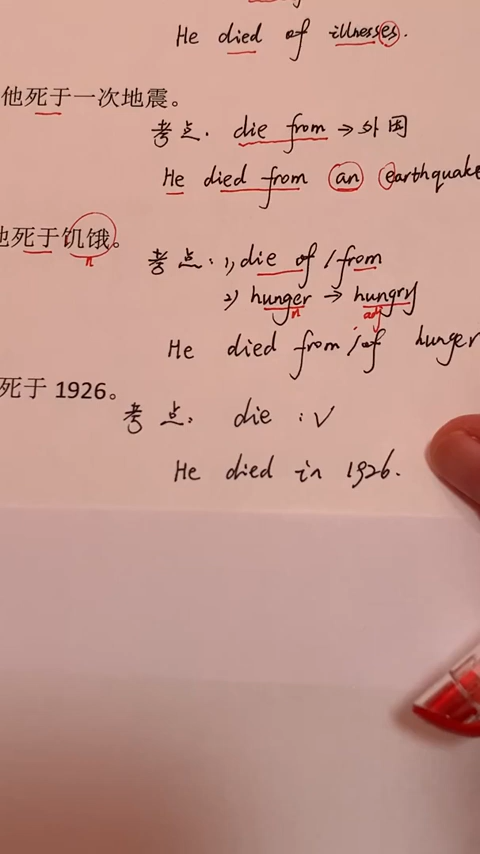 He died of illnesses.
他死于一次地震。
考点. die from → 外因
He died from an earthquake
他死于饥饿。
n
考点: 1) die of / from
2) hunger → hungry
n adj
He died from / of hunger
死于 1926。
考点. die : V
He died in 1926.